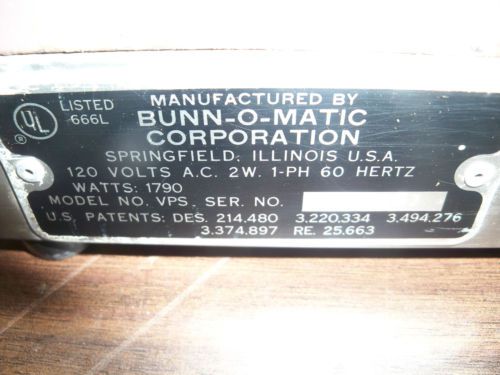 UL LISTED
666L
®
MANUFACTURED BY
BUNN-O-MATIC
CORPORATION
SPRINGFIELD, ILLINOIS U.S.A.
120 VOLTS A.C. 2W. 1-PH 60 HERTZ
WATTS: 1790
MODEL NO. VPS SER. NO.
U.S. PATENTS: DES. 214.480 3.220.334 3.494.276
3.374.897 RE. 25.663